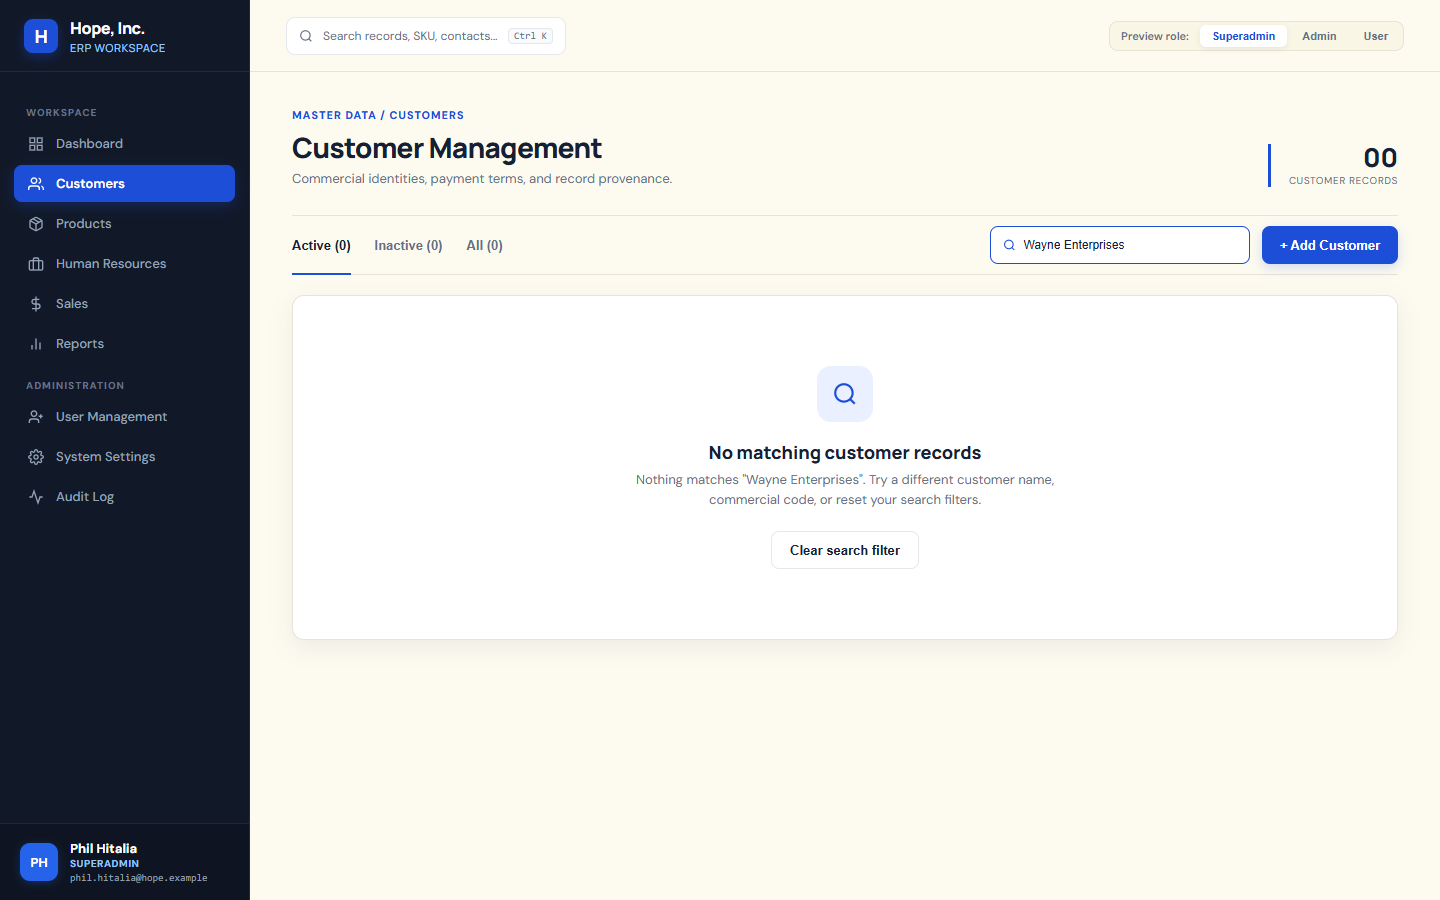 H
Hope, Inc.
ERP WORKSPACE
Search records, SKU, contacts...
Ctrl K
Preview role:
Superadmin
Admin
User
WORKSPACE
Dashboard
Customers
Products
Human Resources
Sales
Reports
ADMINISTRATION
User Management
System Settings
Audit Log
PH
Phil Hitalia
SUPERADMIN
phil.hitalia@hope.example
MASTER DATA / CUSTOMERS
Customer Management
Commercial identities, payment terms, and record provenance.
00
CUSTOMER RECORDS
Active (0)
Inactive (0)
All (0)
Wayne Enterprises
+ Add Customer
No matching customer records
Nothing matches "Wayne Enterprises". Try a different customer name,
commercial code, or reset your search filters.
Clear search filter